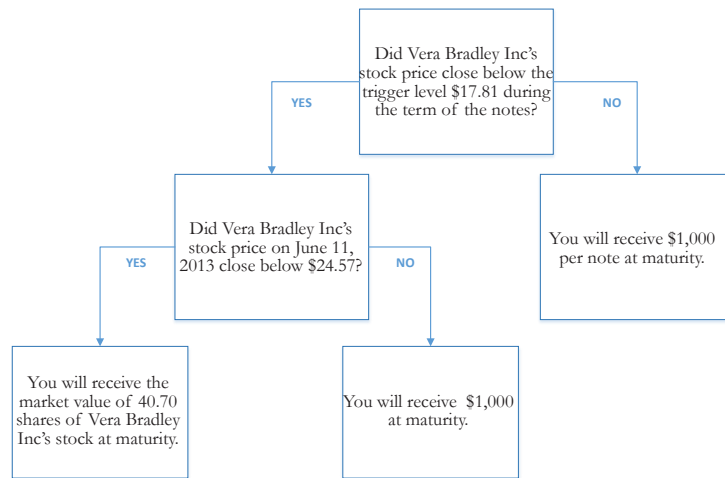 Did Vera Bradley Inc's
stock price close below the
trigger level $17.81 during
the term of the notes?
YES
NO
Did Vera Bradley Inc's
stock price on June 11,
2013 close below $24.57?
You will receive $1,000
per note at maturity.
YES
NO
You will receive the
market value of 40.70
shares of Vera Bradley
Inc's stock at maturity.
You will receive $1,000
at maturity.